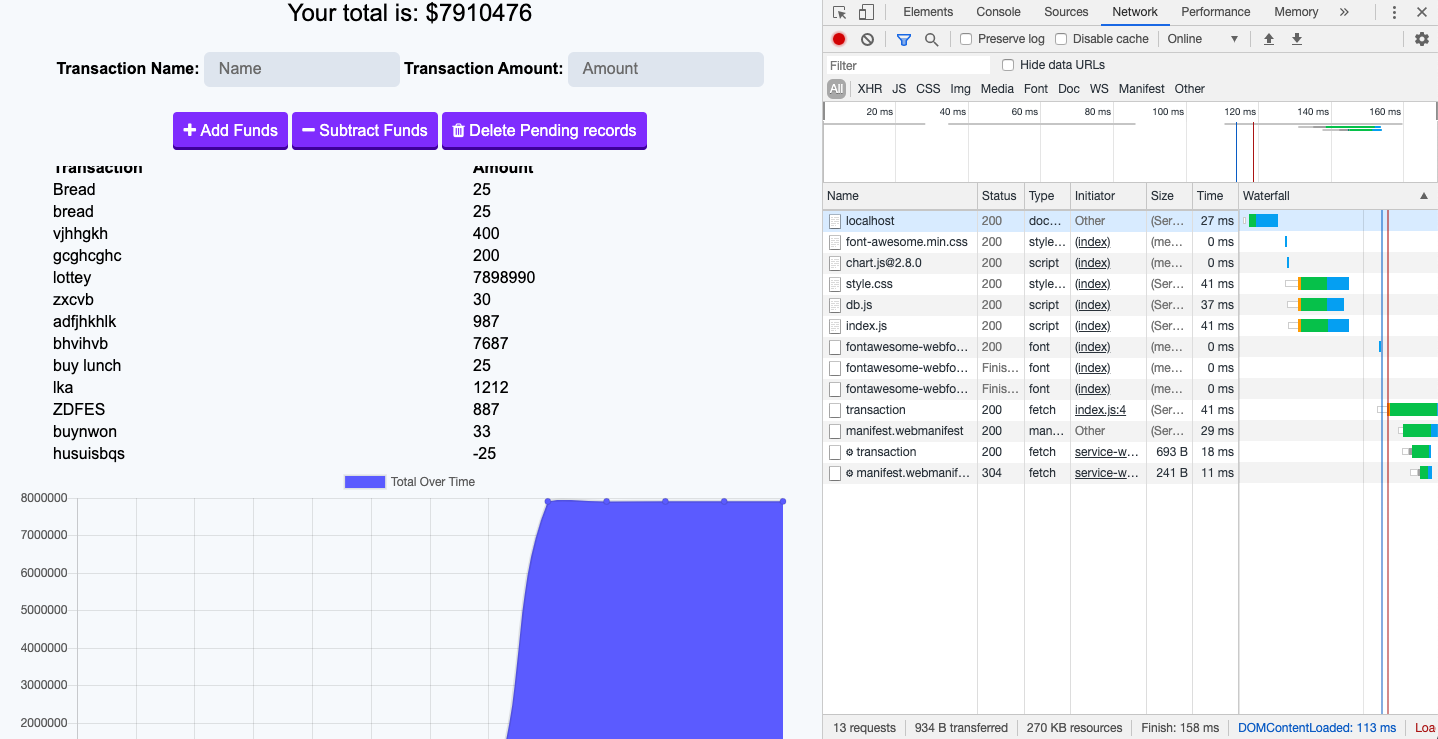 Your total is: $7910476
Transaction Name: Name Transaction Amount: Amount
Add Funds Subtract Funds Delete Pending records
Transaction Amount
Bread 25
bread 25
vjhhgkh 400
gcghcghc 200
lottey 7898990
zxcvb 30
adfjhkhlk 987
bhvihvb 7687
buy lunch 25
lka 1212
ZDFES 887
buynwon 33
husuisbqs -25
Total Over Time
8000000
7000000
6000000
5000000
4000000
3000000
2000000
Elements Console Sources Network Performance Memory »
Preserve log Disable cache Online
Filter Hide data URLs
All XHR JS CSS Img Media Font Doc WS Manifest Other
20 ms 40 ms 60 ms 80 ms 100 ms 120 ms 140 ms 160 ms
Name Status Type Initiator Size Time Waterfall
localhost 200 doc... Other (Ser... 27 ms
font-awesome.min.css 200 style... (index) (me... 0 ms
chart.js@2.8.0 200 script (index) (me... 0 ms
style.css 200 style... (index) (Ser... 41 ms
db.js 200 script (index) (Ser... 37 ms
index.js 200 script (index) (Ser... 41 ms
fontawesome-webfo... 200 font (index) (me... 0 ms
fontawesome-webfo... Finis... font (index) (me... 0 ms
fontawesome-webfo... Finis... font (index) (me... 0 ms
transaction 200 fetch index.js:4 (Ser... 41 ms
manifest.webmanifest 200 man... Other (Ser... 29 ms
transaction 200 fetch service-w... 693 B 18 ms
manifest.webmanif... 304 fetch service-w... 241 B 11 ms
13 requests 934 B transferred 270 KB resources Finish: 158 ms DOMContentLoaded: 113 ms Loa